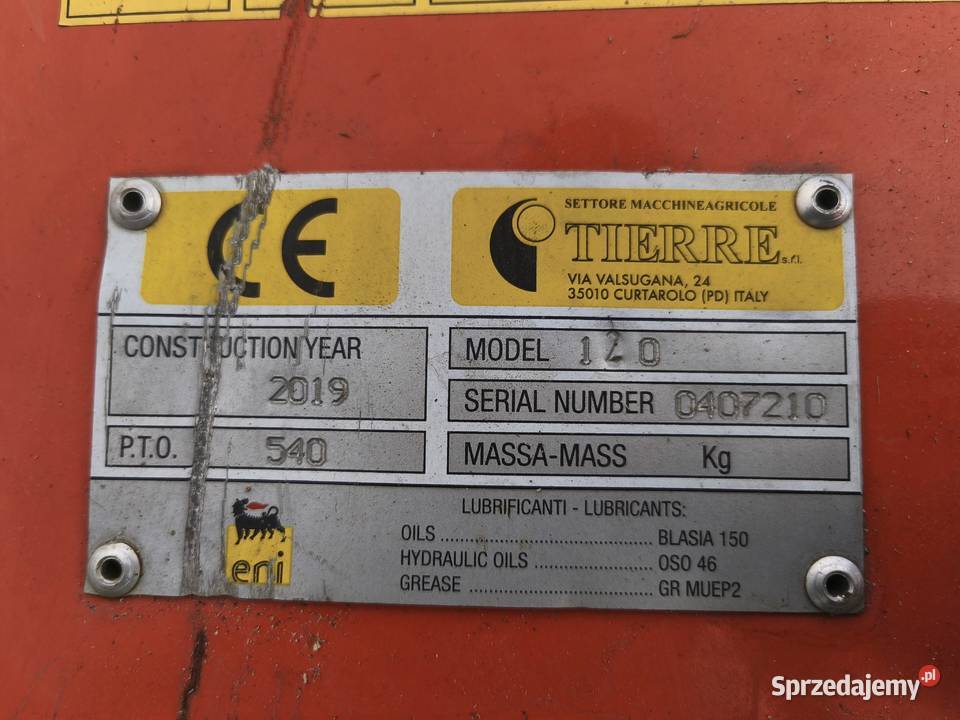 CE
SETTORE MACCHINEAGRICOLE
TIERRE s.r.l.
VIA VALSUGANA, 24
35010 CURTAROLO (PD) ITALY
CONSTRUCTION YEAR
2019
P.T.O. 540
MODEL 140
SERIAL NUMBER 0407210
MASSA-MASS Kg
LUBRIFICANTI - LUBRICANTS:
OILS ........................................ BLASIA 150
HYDRAULIC OILS ...................... OSO 46
GREASE .................................... GR MUEP2
eni
Sprzedajemy.pl